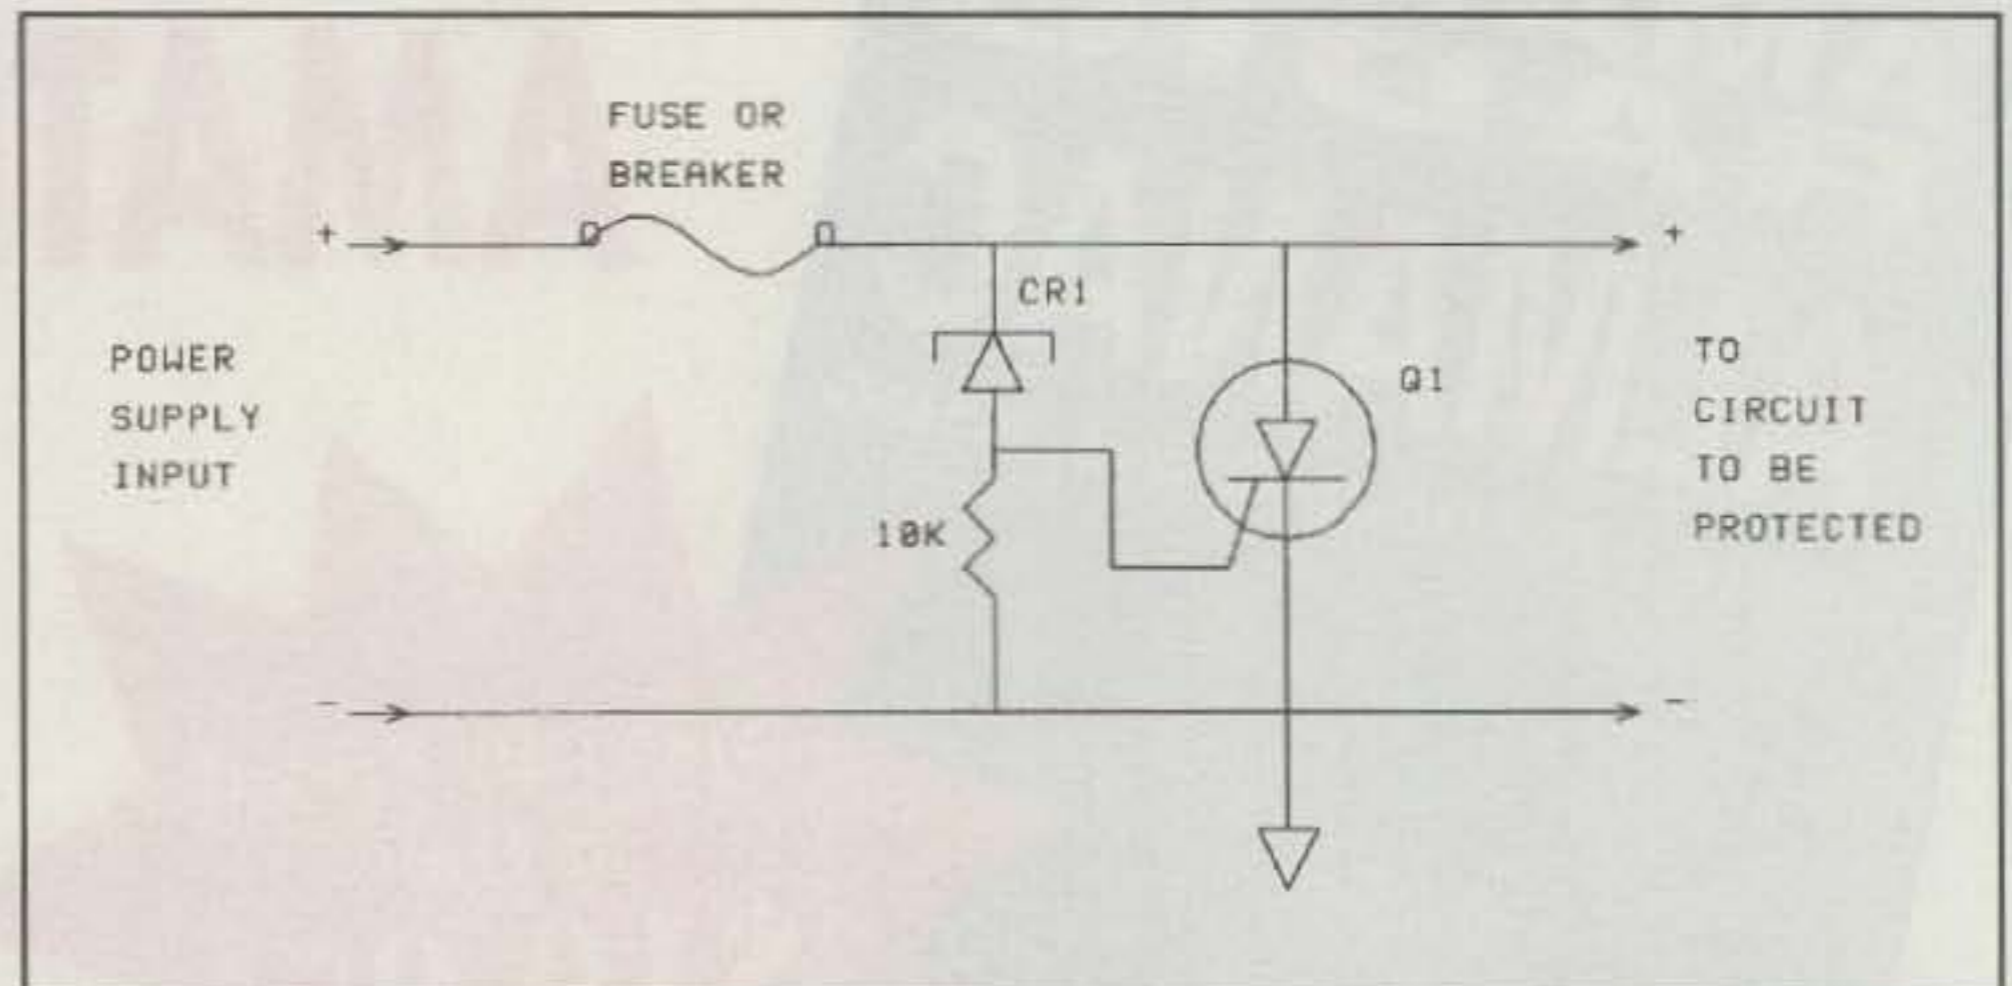 FUSE OR
BREAKER
+
+
CR1
POWER
SUPPLY
INPUT
Q1
TO
CIRCUIT
TO BE
PROTECTED
10K
-
-